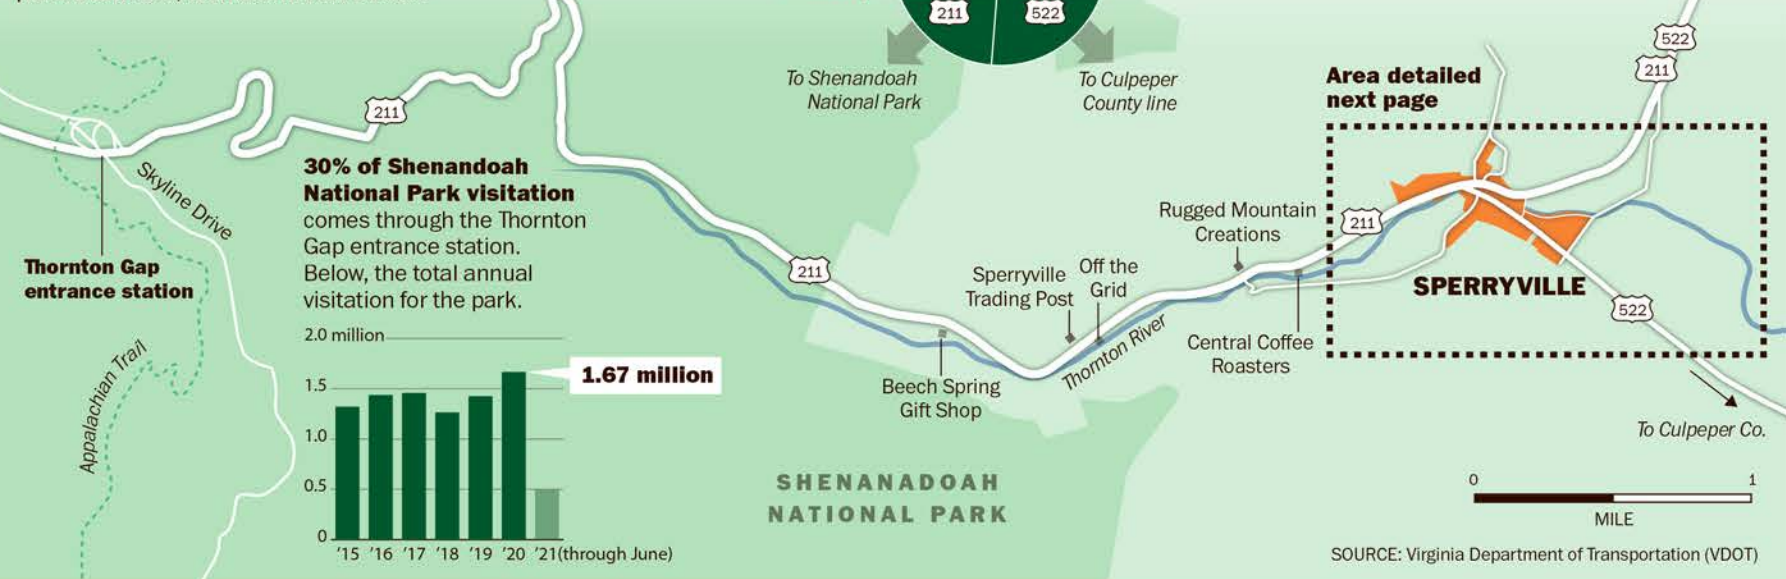 211
522
To Shenandoah
National Park
To Culpeper
County line
522
211
Area detailed
next page
211
30% of Shenandoah
National Park visitation
comes through the Thornton
Gap entrance station.
Below, the total annual
visitation for the park.
Skyline Drive
Thornton Gap
entrance station
Appalachian Trail
2.0 million
1.5
1.0
0.5
0
1.67 million
'15 '16 '17 '18 '19 '20 '21(through June)
211
Beech Spring
Gift Shop
Sperryville
Trading Post
Off the
Grid
Thornton River
Rugged Mountain
Creations
Central Coffee
Roasters
211
SPERRYVILLE
522
To Culpeper Co.
SHENANADOAH
NATIONAL PARK
0 1
MILE
SOURCE: Virginia Department of Transportation (VDOT)